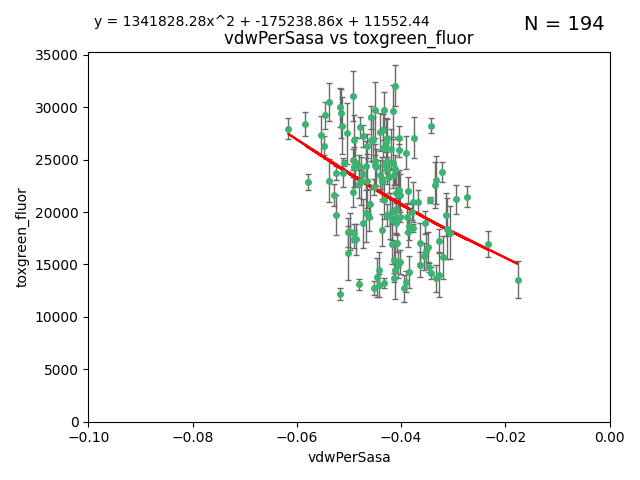 y = 1341828.28x^2 + -175238.86x + 11552.44
N = 194
vdwPerSasa vs toxgreen_fluor
35000
30000
25000
20000
15000
10000
5000
0
toxgreen_fluor
−0.10
−0.08
−0.06
−0.04
−0.02
0.00
vdwPerSasa